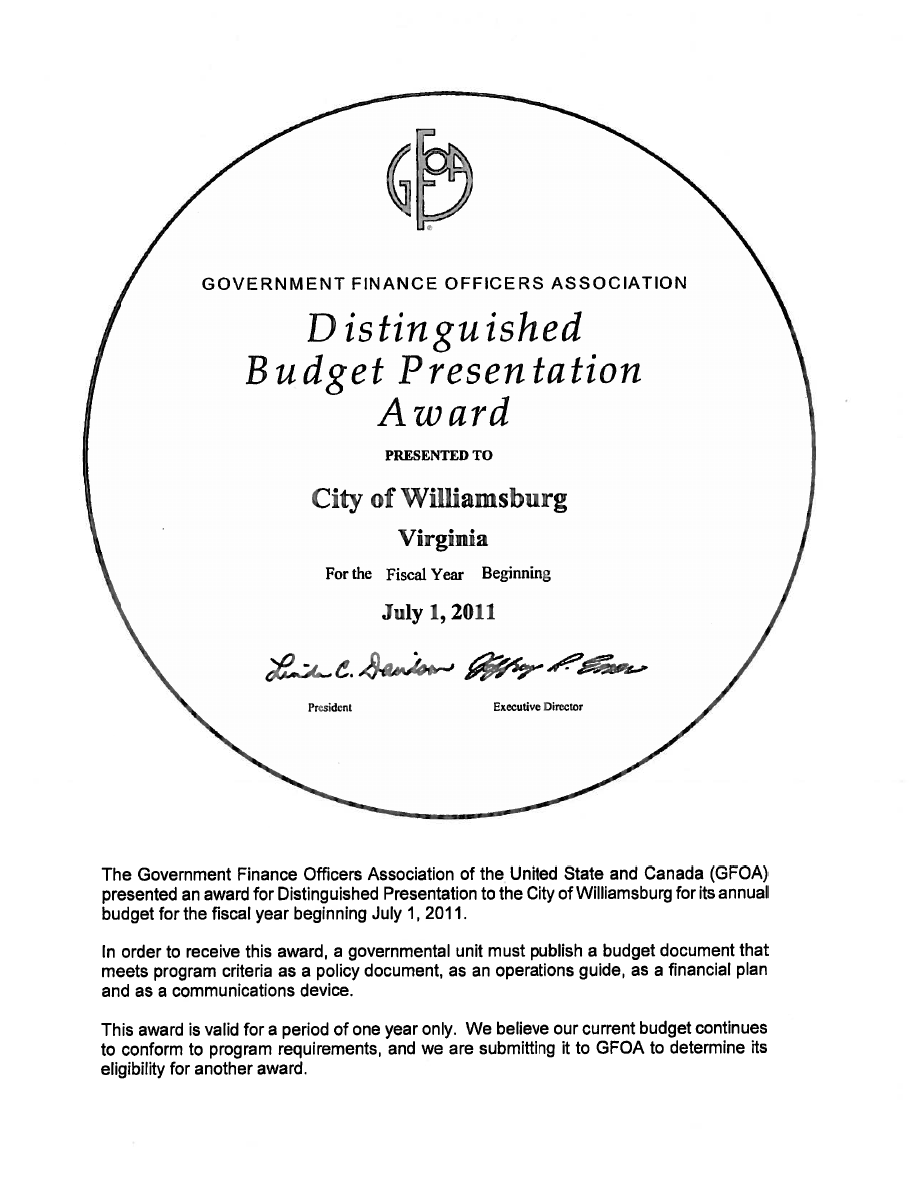 GFOA
GOVERNMENT FINANCE OFFICERS ASSOCIATION
Distinguished
Budget Presentation
Award
PRESENTED TO
City of Williamsburg
Virginia
For the Fiscal Year Beginning
July 1, 2011
Linda C. Davidson Jeffrey R. Ener
President Executive Director
The Government Finance Officers Association of the United State and Canada (GFOA)
presented an award for Distinguished Presentation to the City of Williamsburg for its annual
budget for the fiscal year beginning July 1, 2011.
In order to receive this award, a governmental unit must publish a budget document that
meets program criteria as a policy document, as an operations guide, as a financial plan
and as a communications device.
This award is valid for a period of one year only. We believe our current budget continues
to conform to program requirements, and we are submitting it to GFOA to determine its
eligibility for another award.